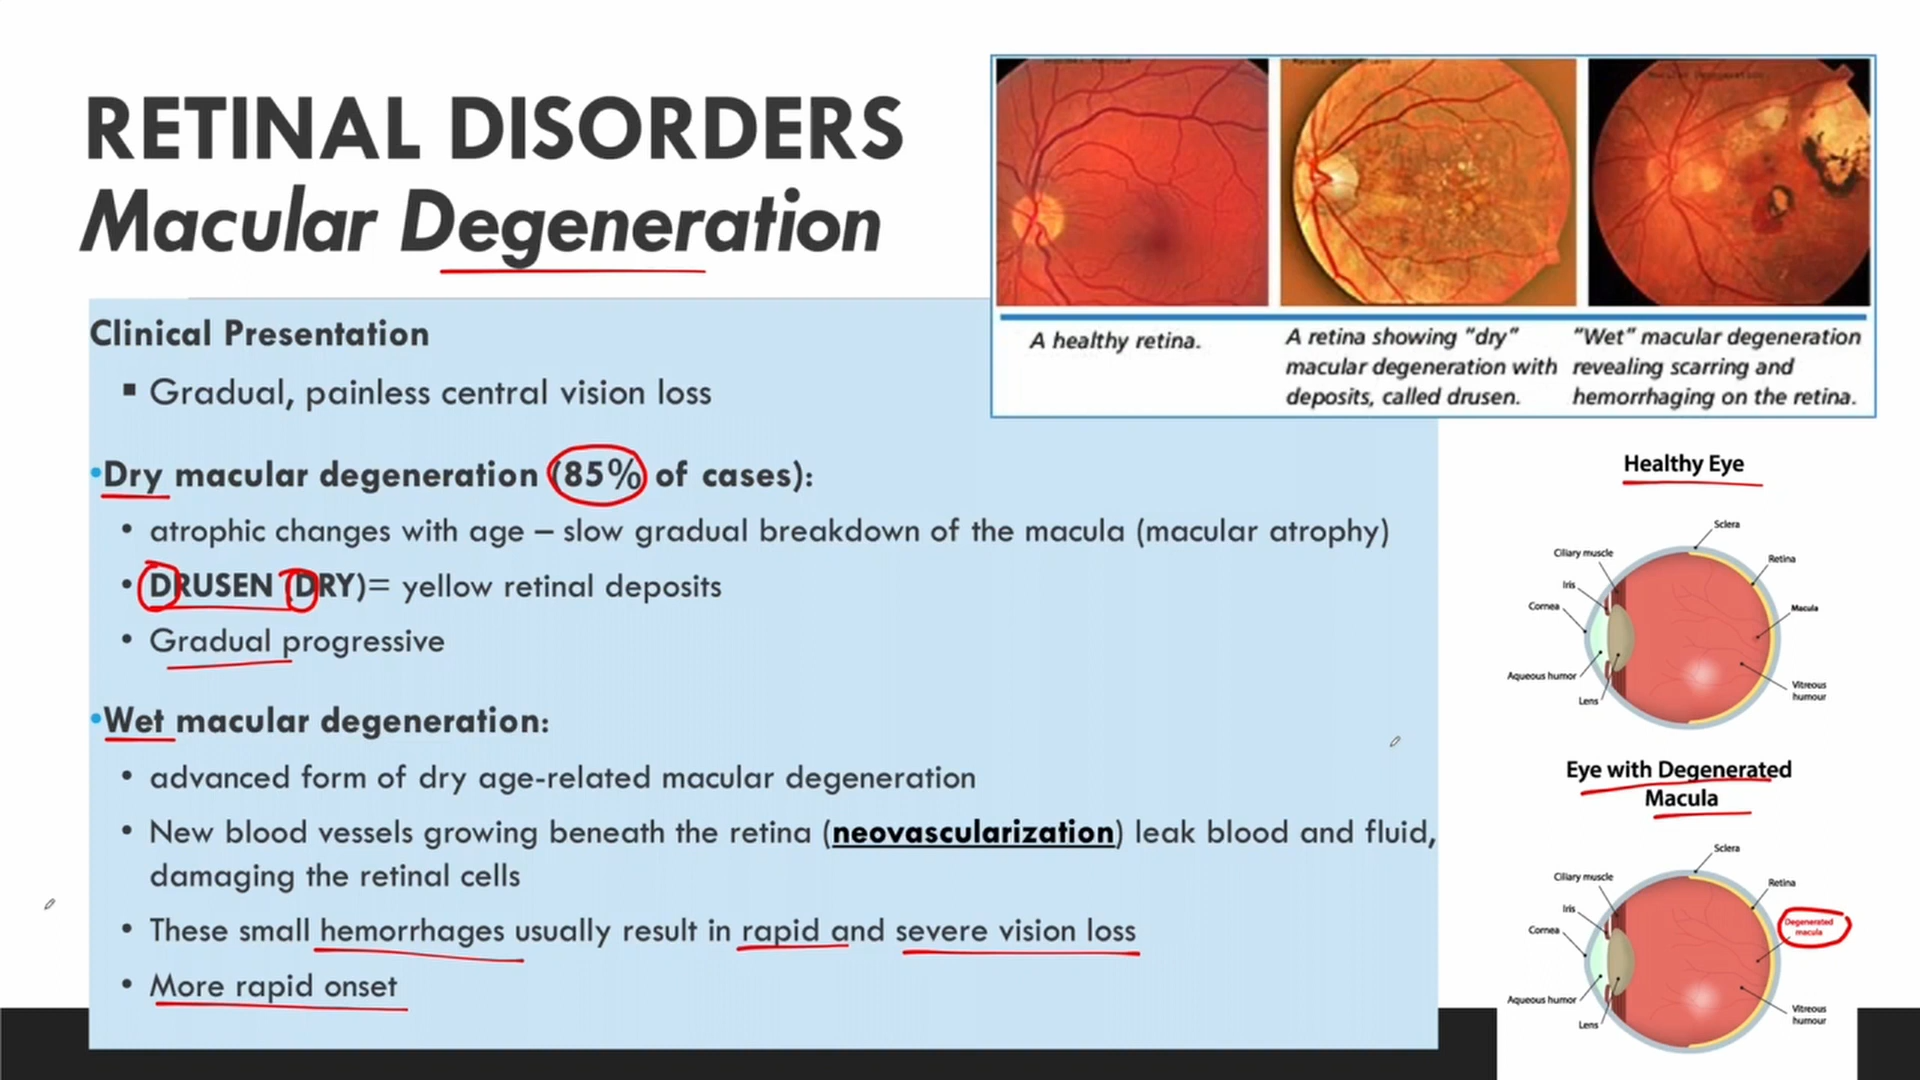 RETINAL DISORDERS
Macular Degeneration
Clinical Presentation
▪ Gradual, painless central vision loss
•Dry macular degeneration (85% of cases):
• atrophic changes with age – slow gradual breakdown of the macula (macular atrophy)
• DRUSEN (DRY)= yellow retinal deposits
• Gradual progressive
•Wet macular degeneration:
• advanced form of dry age-related macular degeneration
• New blood vessels growing beneath the retina (neovascularization) leak blood and fluid,
damaging the retinal cells
• These small hemorrhages usually result in rapid and severe vision loss
• More rapid onset
A healthy retina.
A retina showing “dry”
macular degeneration with
deposits, called drusen.
“Wet” macular degeneration
revealing scarring and
hemorrhaging on the retina.
Healthy Eye
Sclera
Ciliary muscle
Retina
Iris
Cornea
Macula
Aqueous humor
Lens
Vitreous
humour
Eye with Degenerated
Macula
Sclera
Ciliary muscle
Retina
Iris
Cornea
Degenerated
macula
Aqueous humor
Lens
Vitreous
humour